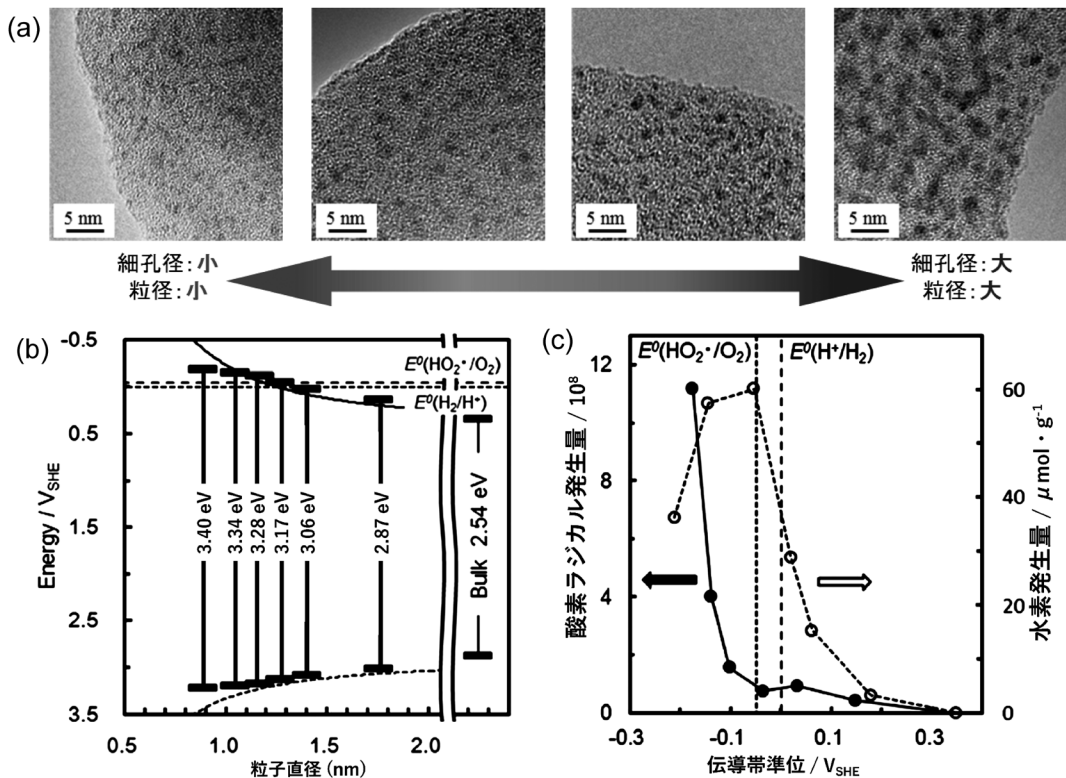 (a)
5 nm
5 nm
5 nm
5 nm
細孔径:小
粒径:小
細孔径:大
粒径:大
(b)
-0.5
0.5
1.5
2.5
3.5
Energy / V_SHE
E⁰(HO₂•/O₂)
E⁰(H₂/H⁺)
3.40 eV
3.34 eV
3.28 eV
3.17 eV
3.06 eV
2.87 eV
Bulk 2.54 eV
0.5
1.0
1.5
2.0
粒子直径(nm)
(c)
E⁰(HO₂•/O₂)
E⁰(H⁺/H₂)
12
8
4
0
酸素ラジカル発生量 / 10⁸
60
40
20
0
水素発生量 / μmol・g⁻¹
-0.3
-0.1
0.1
0.3
伝導帯準位 / V_SHE